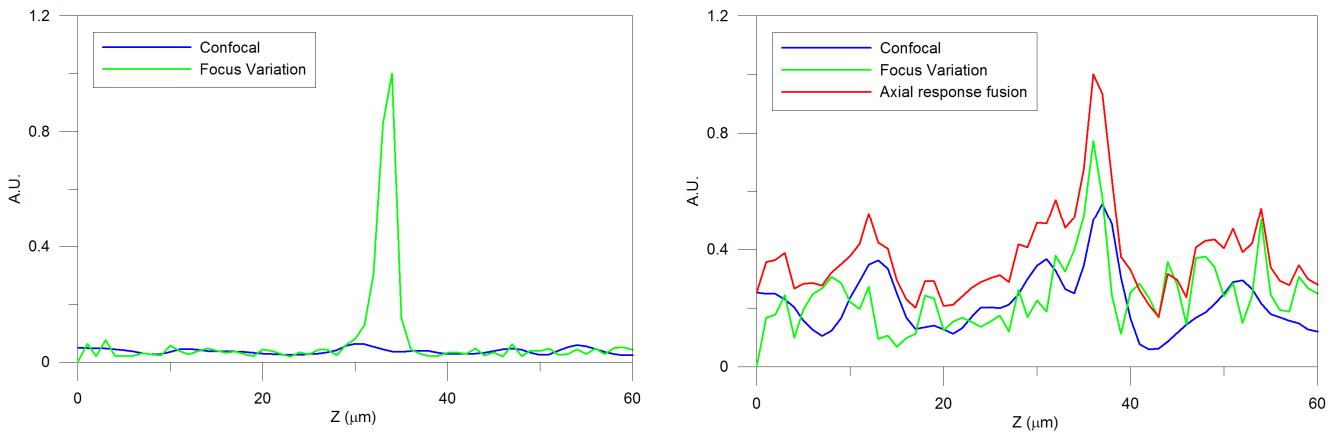 1.2
0.8
0.4
0
A.U.
Confocal
Focus Variation
0 20 40 60
Z (μm)
1.2
0.8
0.4
0
A.U.
Confocal
Focus Variation
Axial response fusion
0 20 40 60
Z (μm)